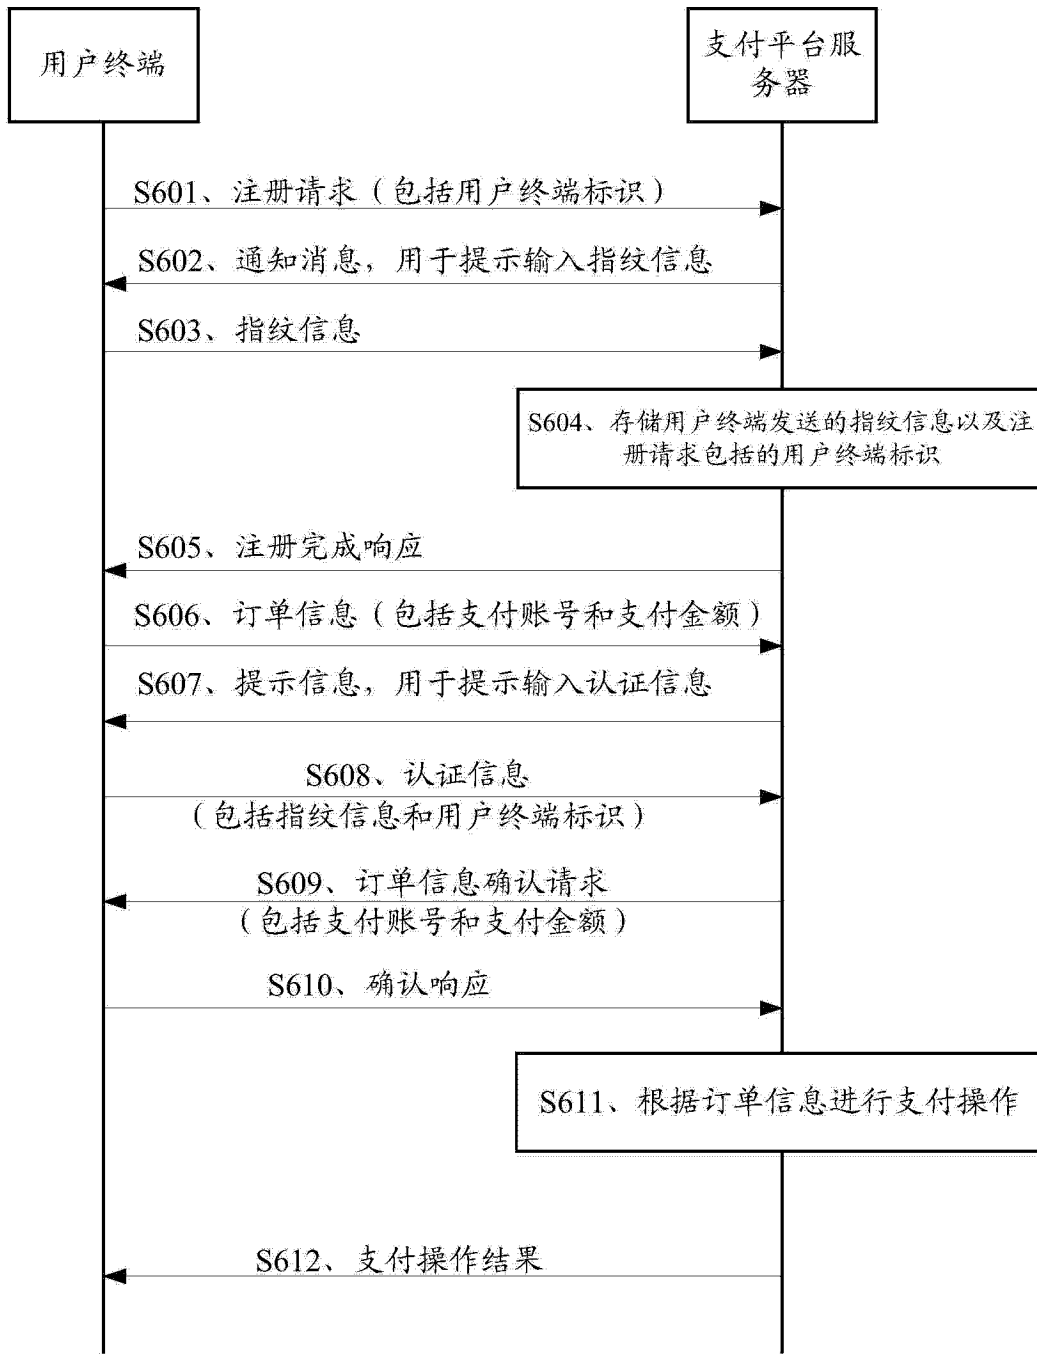 用户终端
支付平台服
务器
S601、注册请求（包括用户终端标识）
S602、通知消息，用于提示输入指纹信息
S603、指纹信息
S604、存储用户终端发送的指纹信息以及注
册请求包括的用户终端标识
S605、注册完成响应
S606、订单信息（包括支付账号和支付金额）
S607、提示信息，用于提示输入认证信息
S608、认证信息
（包括指纹信息和用户终端标识）
S609、订单信息确认请求
（包括支付账号和支付金额）
S610、确认响应
S611、根据订单信息进行支付操作
S612、支付操作结果